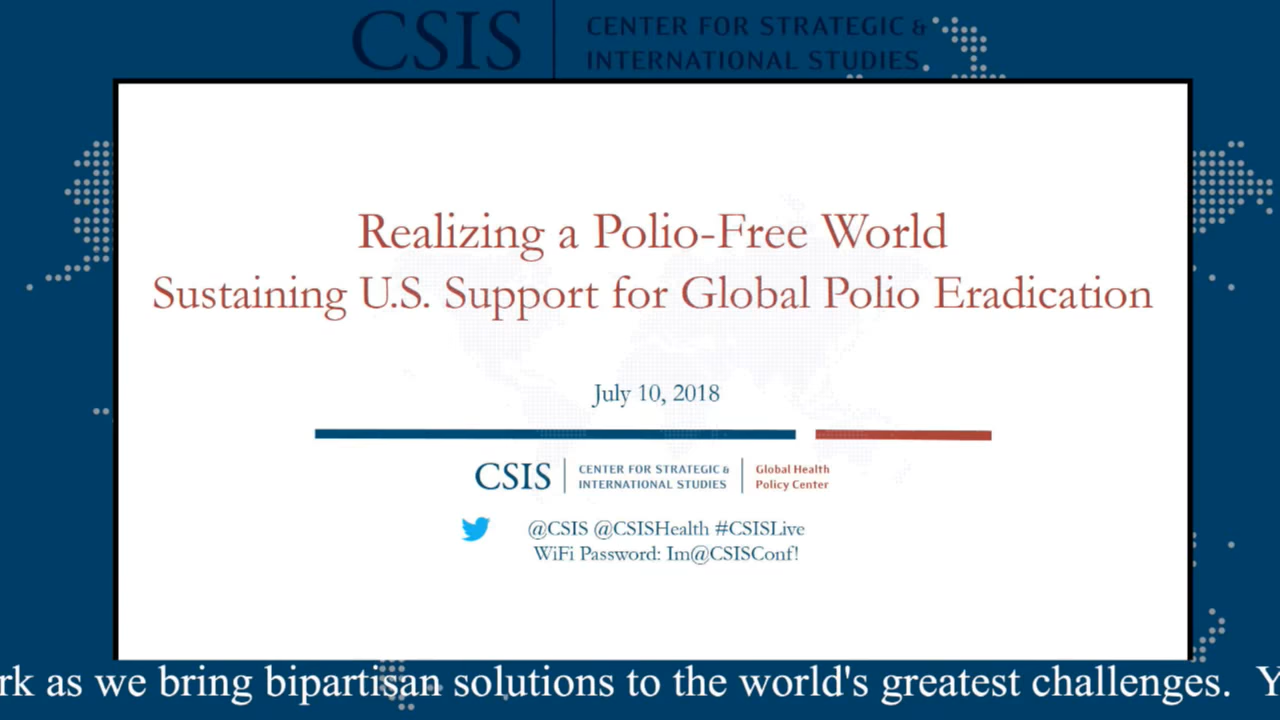 CSIS
CENTER FOR STRATEGIC &
INTERNATIONAL STUDIES
Realizing a Polio-Free World
Sustaining U.S. Support for Global Polio Eradication
July 10, 2018
CSIS
CENTER FOR STRATEGIC &
INTERNATIONAL STUDIES
Global Health
Policy Center
@CSIS @CSISHealth #CSISLive
WiFi Password: Im@CSISConf!
rk as we bring bipartisan solutions to the world's greatest challenges. Y